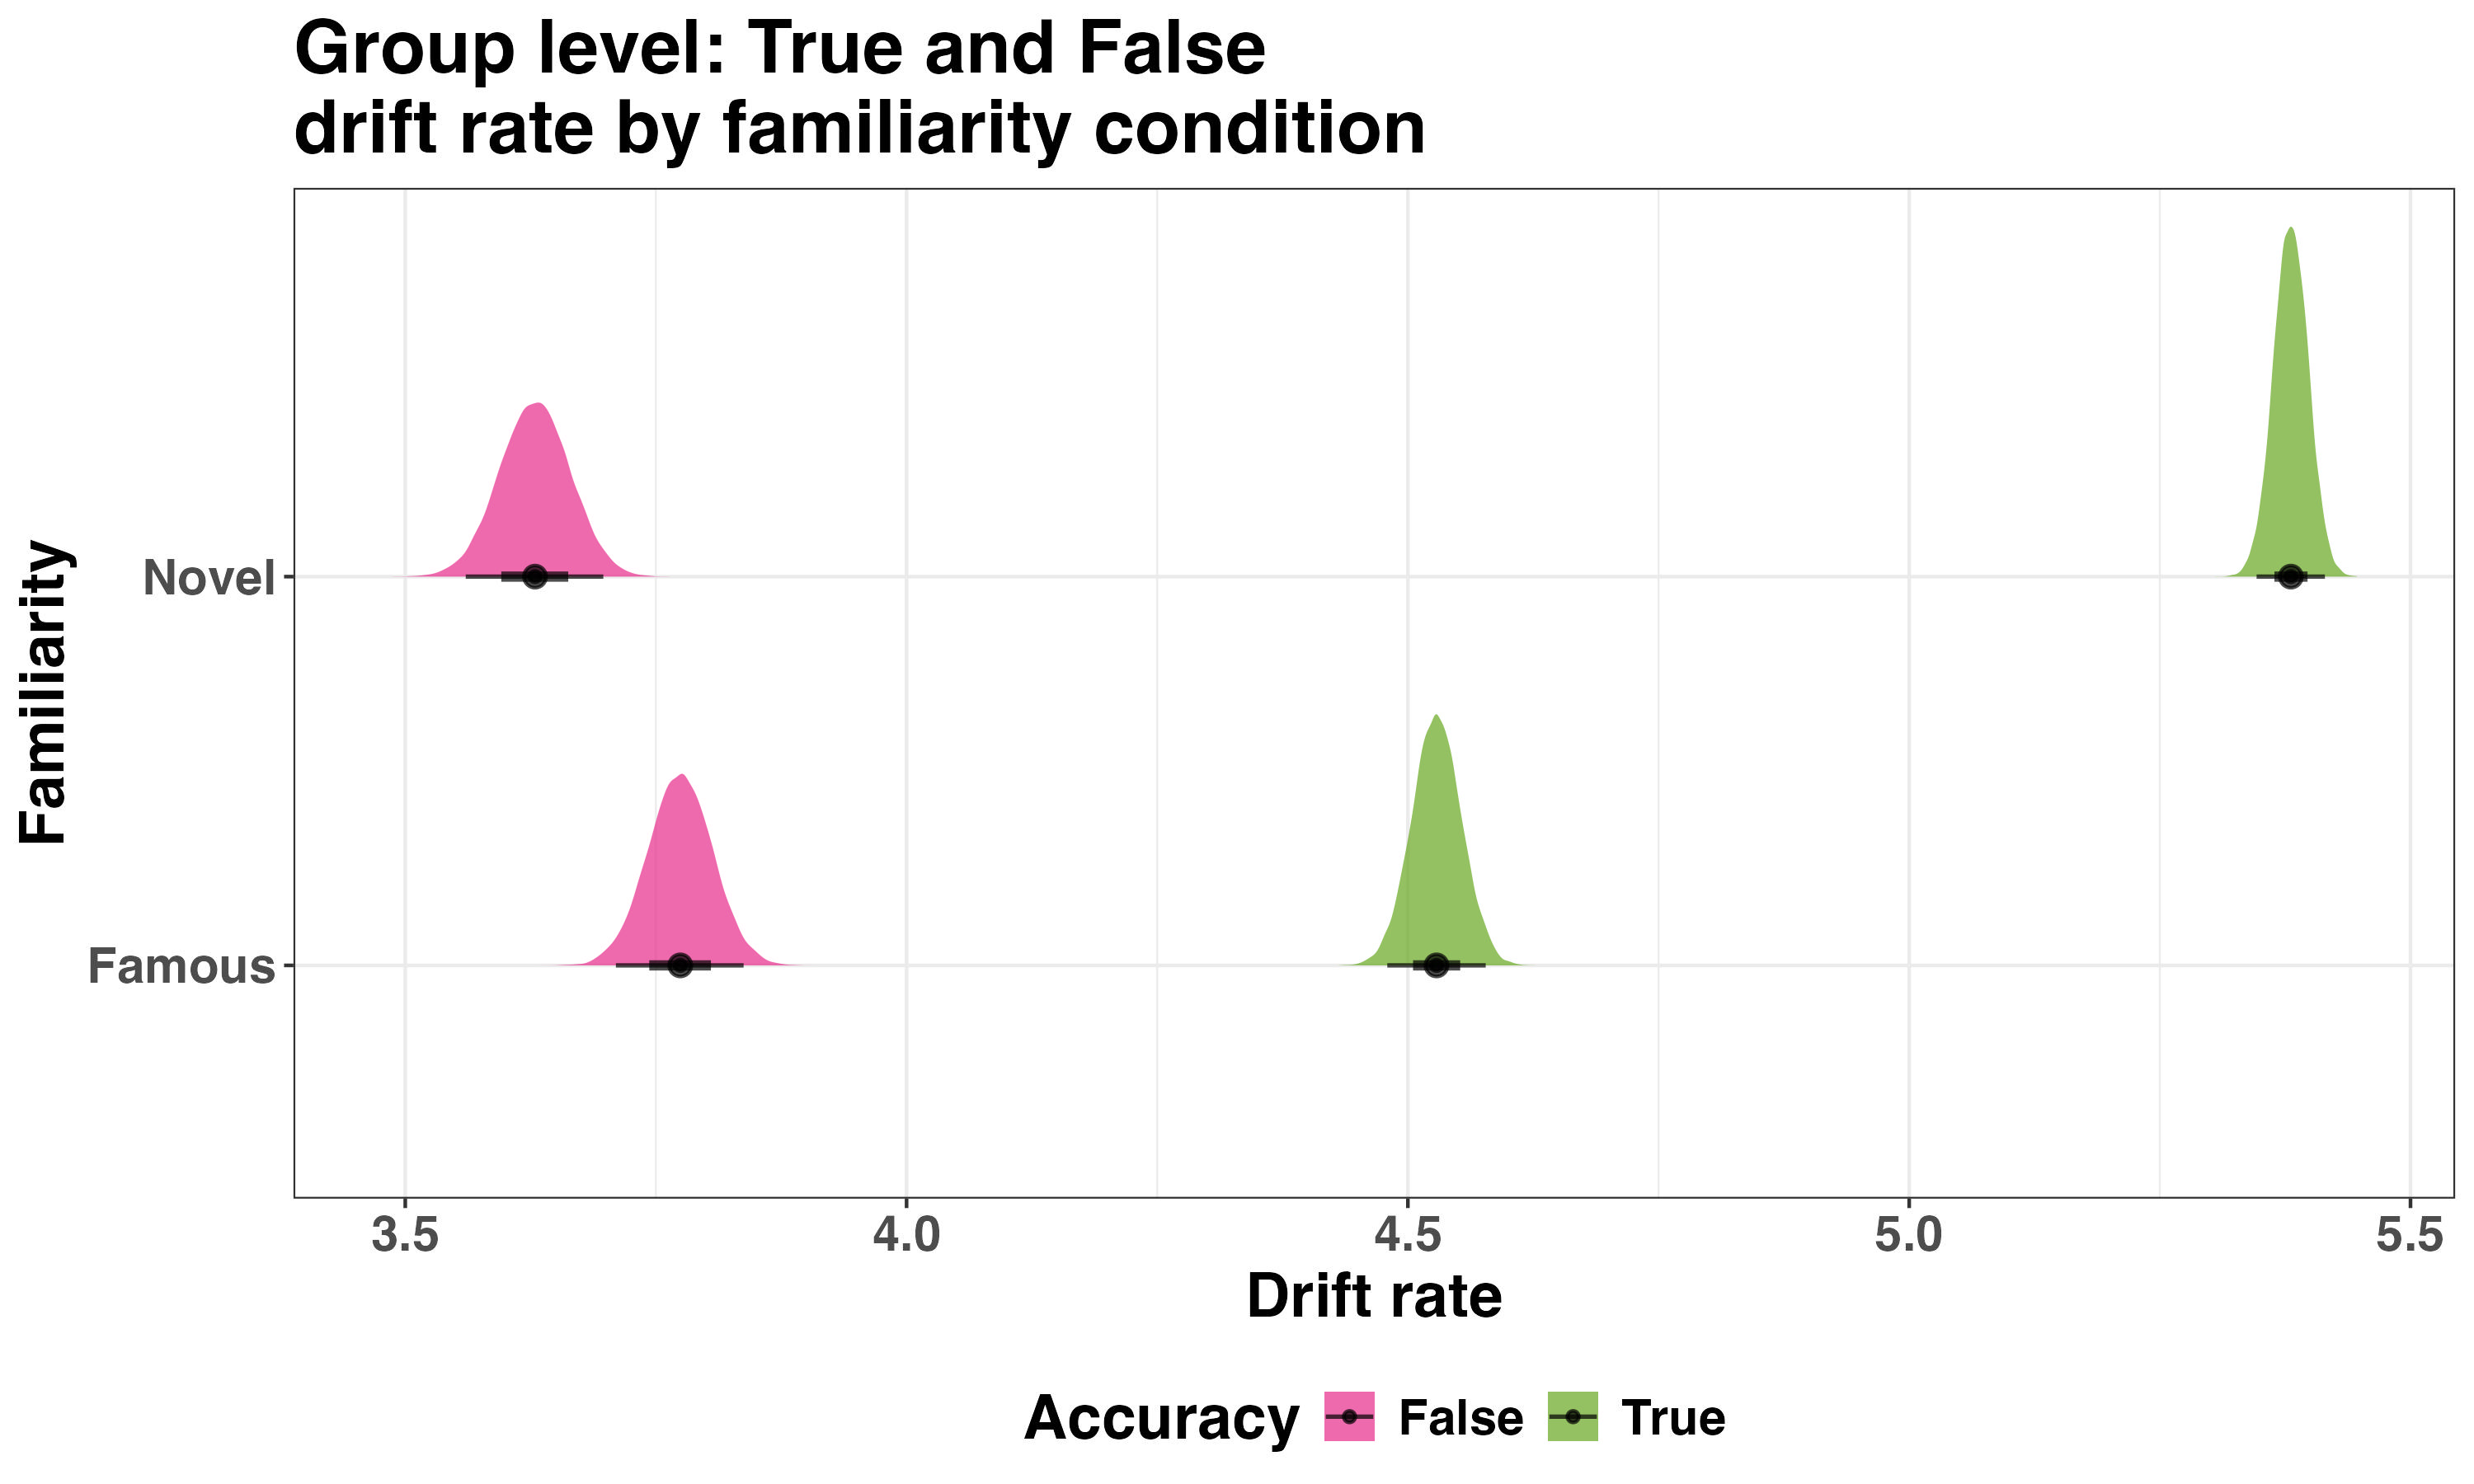 Group level: True and False
drift rate by familiarity condition
Familiarity
Novel
Famous
3.5 4.0 4.5 5.0 5.5
Drift rate
Accuracy False True